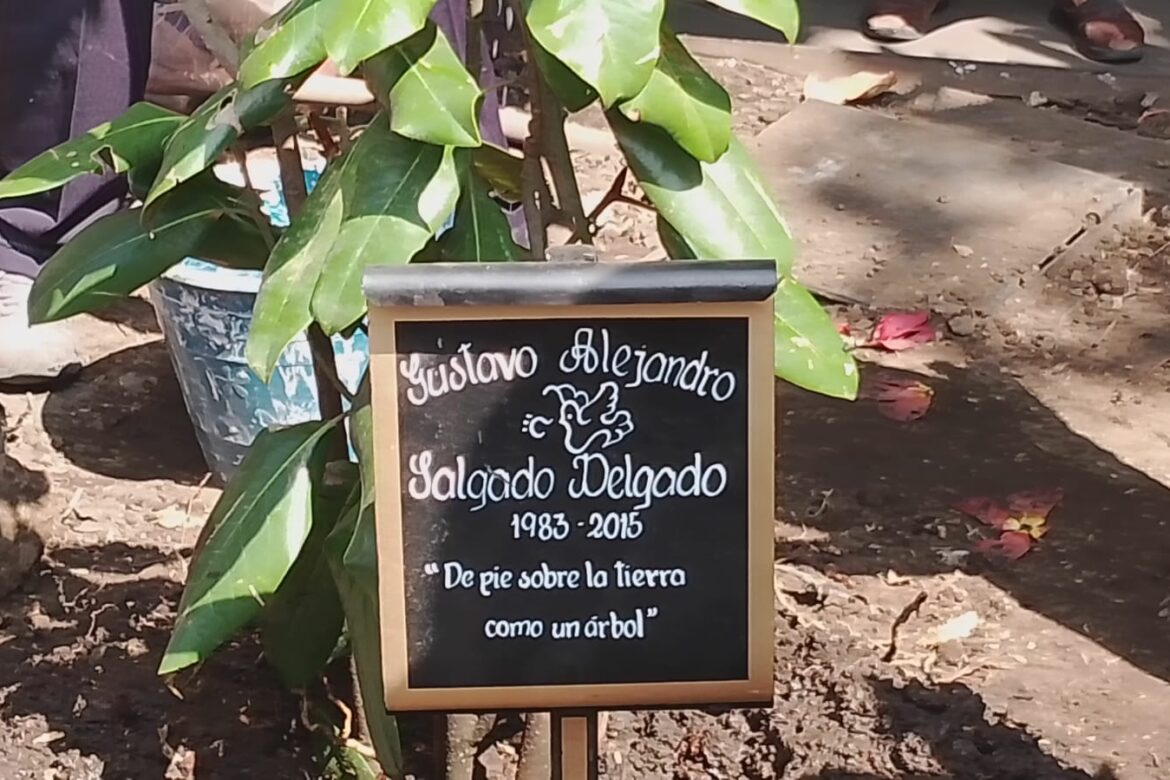 Gustavo Alejandro
Salgado Delgado
1983 - 2015
“De pie sobre la tierra
como un árbol”